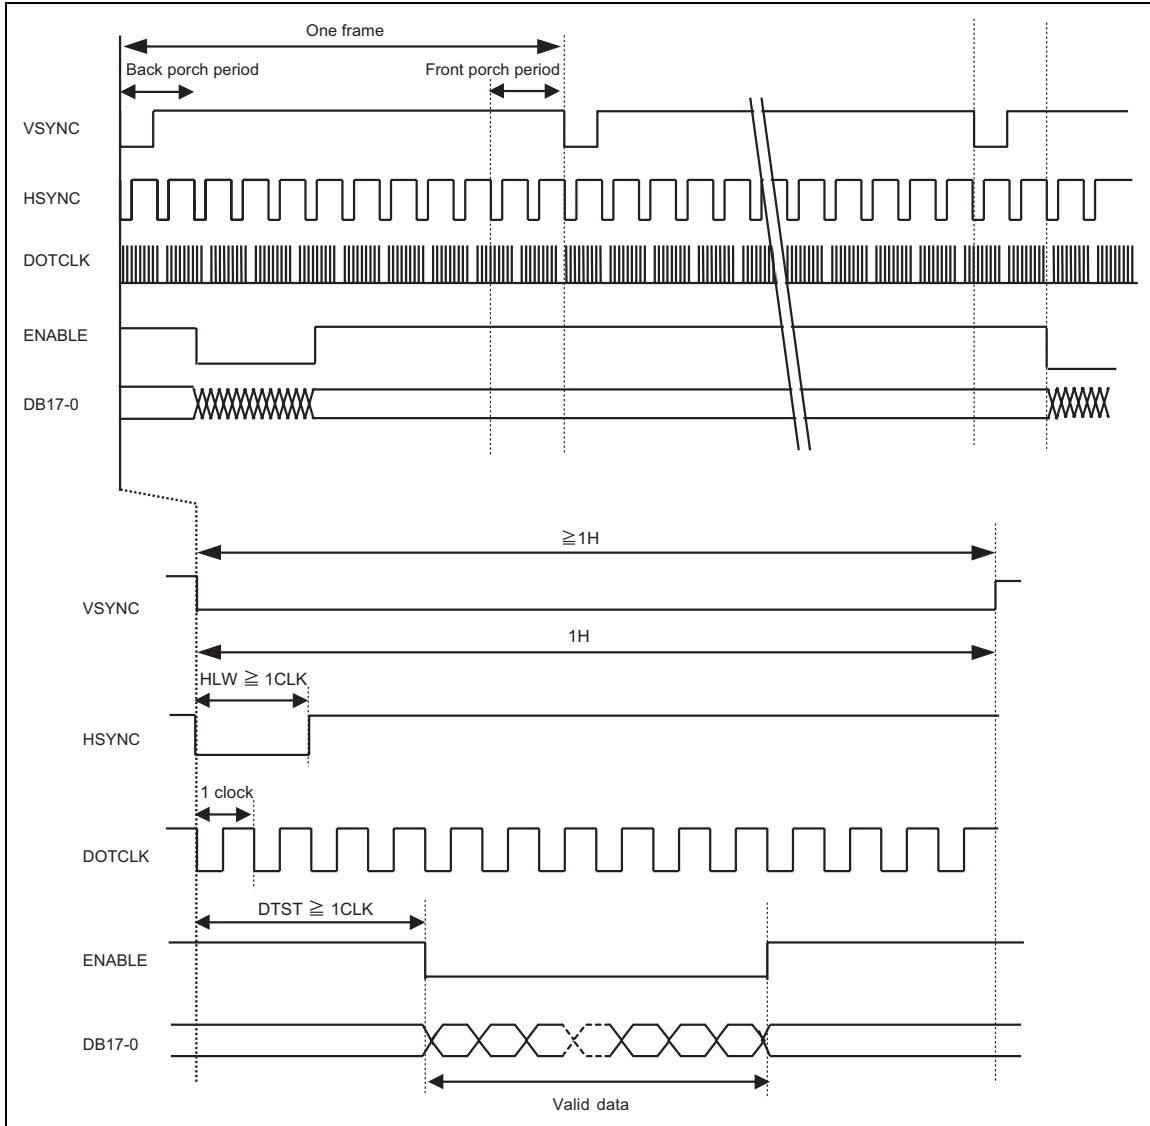 One frame
Back porch period
Front porch period
VSYNC
HSYNC
DOTCLK
ENABLE
DB17-0
≧1H
VSYNC
1H
HLW ≧ 1CLK
HSYNC
1 clock
DOTCLK
DTST ≧ 1CLK
ENABLE
DB17-0
Valid data